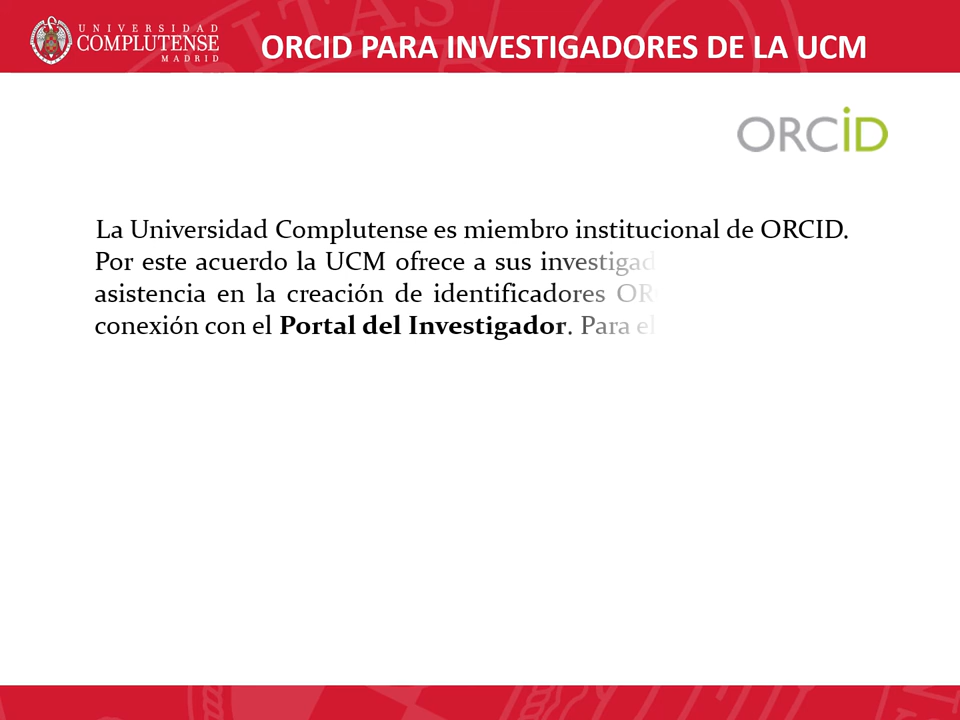 UNIVERSIDAD
COMPLUTENSE
MADRID
ORCID PARA INVESTIGADORES DE LA UCM
ORCiD
La Universidad Complutense es miembro institucional de ORCID.
Por este acuerdo la UCM ofrece a sus investigad
asistencia en la creación de identificadores OR
conexión con el Portal del Investigador. Para el